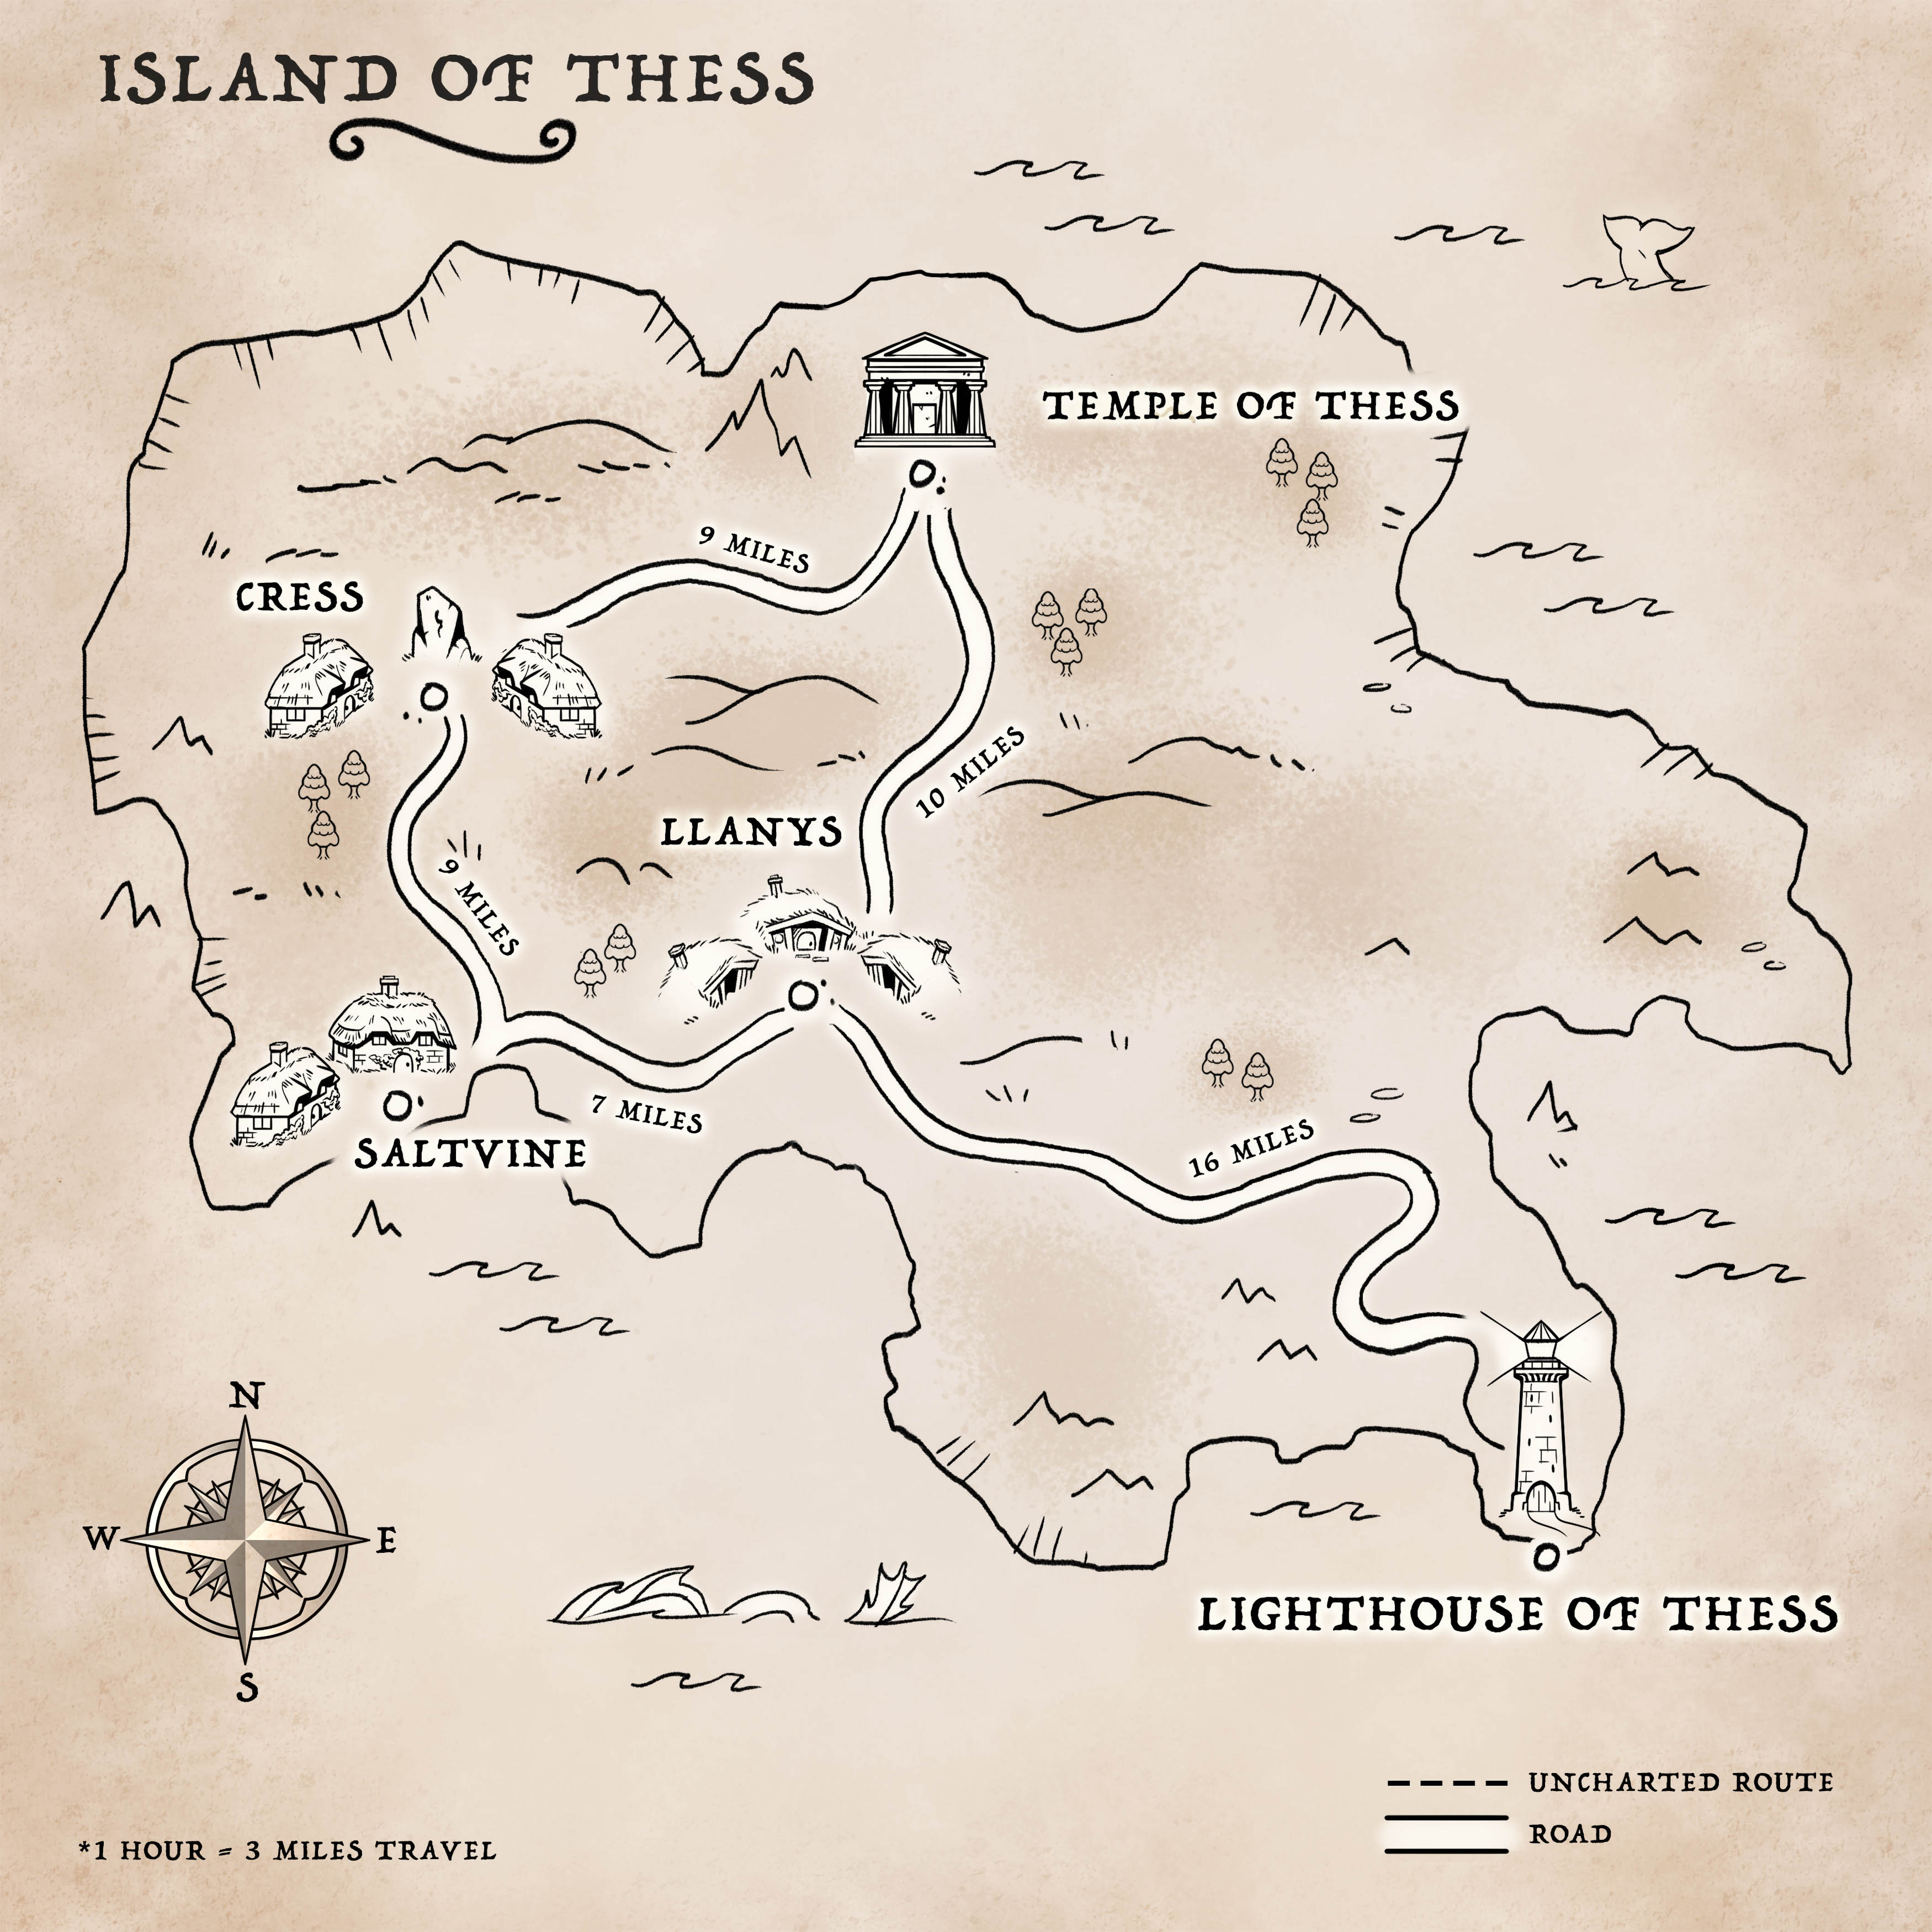 ISLAND OF THESS
TEMPLE OF THESS
9 MILES
CRESS
10 MILES
LLANYS
9 MILES
7 MILES
16 MILES
SALTVINE
N
W
E
S
LIGHTHOUSE OF THESS
UNCHARTED ROUTE
ROAD
*1 HOUR = 3 MILES TRAVEL